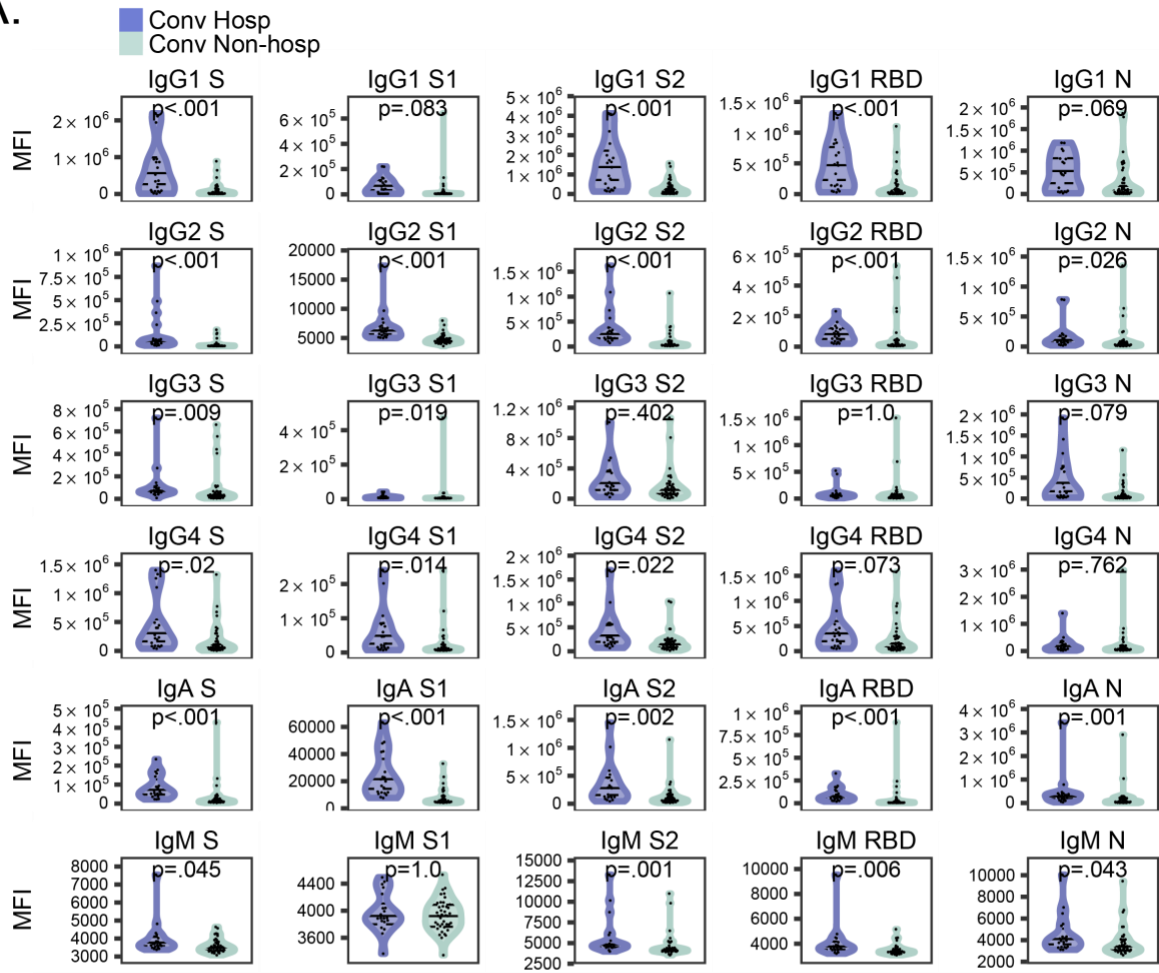 A.
Conv Hosp
Conv Non-hosp
IgG1 S IgG1 S1 IgG1 S2 IgG1 RBD IgG1 N
p<.001 p=.083 p<.001 p<.001 p=.069
MFI
2 × 10⁶
1 × 10⁶
0
6 × 10⁵
4 × 10⁵
2 × 10⁵
0
5 × 10⁶
4 × 10⁶
3 × 10⁶
2 × 10⁶
1 × 10⁶
0
1.5 × 10⁶
1 × 10⁶
5 × 10⁵
0
2 × 10⁶
1.5 × 10⁶
1 × 10⁶
5 × 10⁵
0
IgG2 S IgG2 S1 IgG2 S2 IgG2 RBD IgG2 N
p<.001 p<.001 p<.001 p<.001 p=.026
MFI
1 × 10⁶
7.5 × 10⁵
5 × 10⁵
2.5 × 10⁵
0
20000
15000
10000
5000
1.5 × 10⁶
1 × 10⁶
5 × 10⁵
0
6 × 10⁵
4 × 10⁵
2 × 10⁵
0
1.5 × 10⁶
1 × 10⁶
5 × 10⁵
0
IgG3 S IgG3 S1 IgG3 S2 IgG3 RBD IgG3 N
p=.009 p=.019 p=.402 p=1.0 p=.079
MFI
8 × 10⁵
6 × 10⁵
4 × 10⁵
2 × 10⁵
0
4 × 10⁵
2 × 10⁵
0
1.2 × 10⁶
8 × 10⁵
4 × 10⁵
0
1.5 × 10⁶
1 × 10⁶
5 × 10⁵
0
2 × 10⁶
1.5 × 10⁶
1 × 10⁶
5 × 10⁵
0
IgG4 S IgG4 S1 IgG4 S2 IgG4 RBD IgG4 N
p=.02 p=.014 p=.022 p=.073 p=.762
MFI
1.5 × 10⁶
1 × 10⁶
5 × 10⁵
0
2 × 10⁵
1 × 10⁵
0
2 × 10⁶
1.5 × 10⁶
1 × 10⁶
5 × 10⁵
0
1.5 × 10⁶
1 × 10⁶
5 × 10⁵
0
3 × 10⁶
2 × 10⁶
1 × 10⁶
0
IgA S IgA S1 IgA S2 IgA RBD IgA N
p<.001 p<.001 p=.002 p<.001 p=.001
MFI
5 × 10⁵
4 × 10⁵
3 × 10⁵
2 × 10⁵
1 × 10⁵
0
60000
40000
20000
0
1.5 × 10⁶
1 × 10⁶
5 × 10⁵
0
1 × 10⁶
7.5 × 10⁵
5 × 10⁵
2.5 × 10⁵
0
4 × 10⁶
3 × 10⁶
2 × 10⁶
1 × 10⁶
0
IgM S IgM S1 IgM S2 IgM RBD IgM N
p=.045 p=1.0 p=.001 p=.006 p=.043
MFI
8000
7000
6000
5000
4000
3000
4400
4000
3600
15000
12500
10000
7500
5000
2500
10000
8000
6000
4000
10000
8000
6000
4000
2000